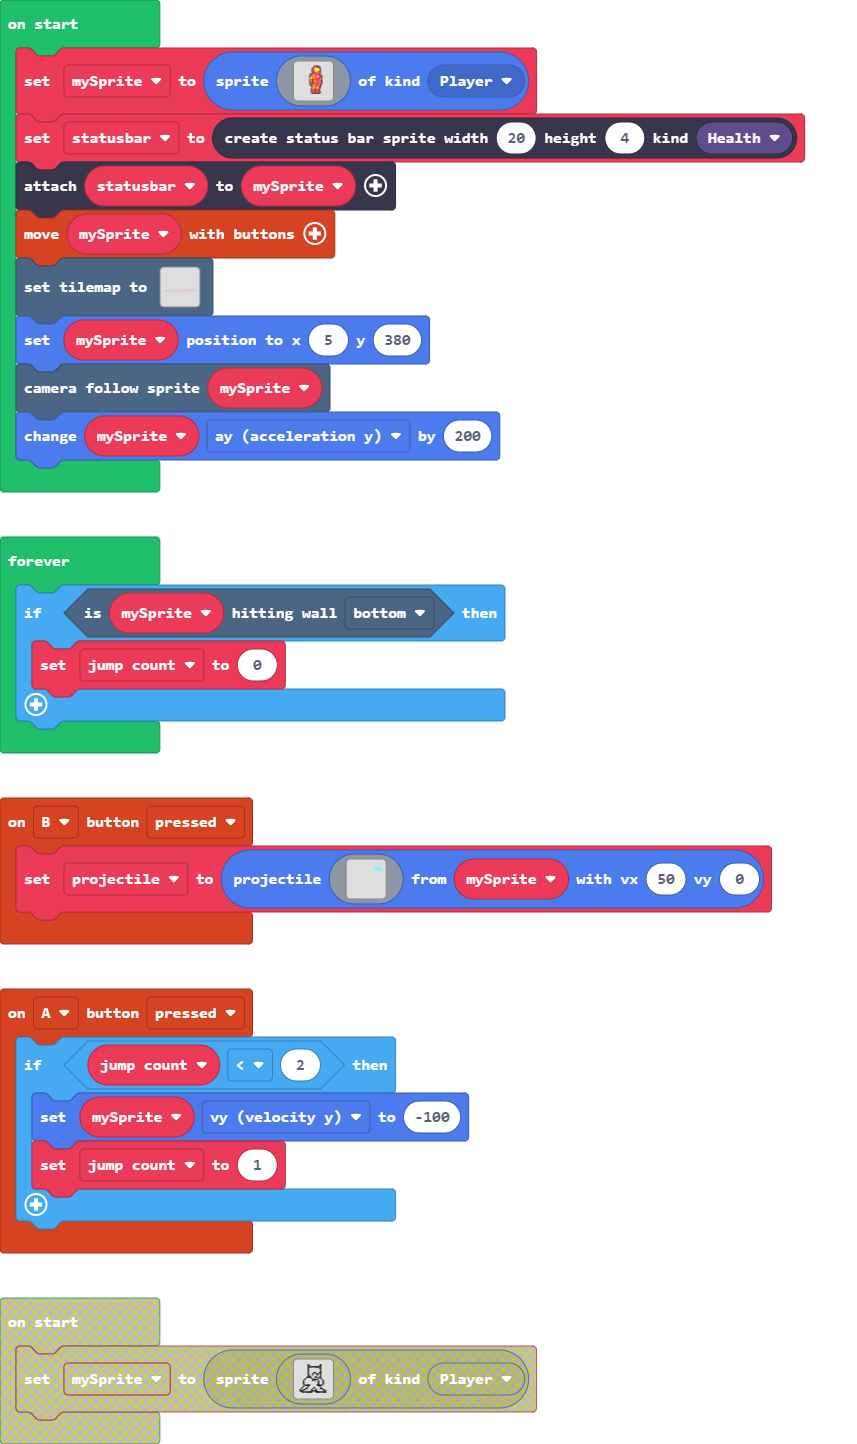 on start
set mySprite to sprite of kind Player
set statusbar to create status bar sprite width 20 height 4 kind Health
attach statusbar to mySprite
move mySprite with buttons
set tilemap to
set mySprite position to x 5 y 380
camera follow sprite mySprite
change mySprite ay (acceleration y) by 200
forever
if is mySprite hitting wall bottom then
set jump count to 0
on B button pressed
set projectile to projectile from mySprite with vx 50 vy 0
on A button pressed
if jump count < 2 then
set mySprite vy (velocity y) to -100
set jump count to 1
on start
set mySprite to sprite of kind Player